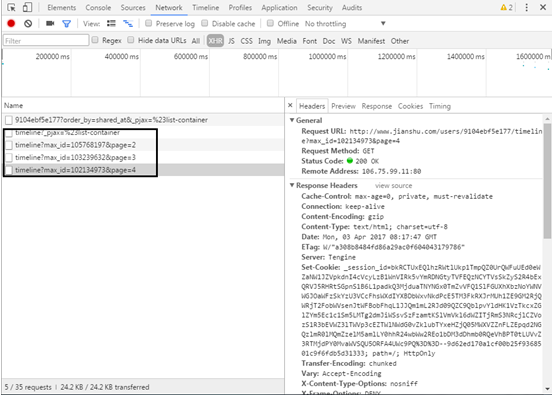 Elements Console Sources Network Timeline Profiles Application Security Audits 2
View: Preserve log Disable cache Offline No throttling
Filter Regex Hide data URLs All XHR JS CSS Img Media Font Doc WS Manifest Other
200000 ms 400000 ms 600000 ms 800000 ms 1000000 ms 1200000 ms 1400000 ms 1600000 ms
Name
9104ebf5e177?order_by=shared_at&_pjax=%23list-container
timeline?_pjax=%23list-container
timeline?max_id=105768197&page=2
timeline?max_id=103239632&page=3
timeline?max_id=102134973&page=4
5 / 35 requests | 24.2 KB / 24.2 KB transferred
× Headers Preview Response Cookies Timing
▼ General
Request URL: http://www.jianshu.com/users/9104ebf5e177/timelin
e?max_id=102134973&page=4
Request Method: GET
Status Code: 200 OK
Remote Address: 106.75.99.11:80
▼ Response Headers view source
Cache-Control: max-age=0, private, must-revalidate
Connection: keep-alive
Content-Encoding: gzip
Content-Type: text/html; charset=utf-8
Date: Mon, 03 Apr 2017 08:17:47 GMT
ETag: W/"a308b8484fd86a29ac0f604043179786"
Server: Tengine
Set-Cookie:
path=/; HttpOnly
Transfer-Encoding: chunked
Vary: Accept-Encoding
X-Content-Type-Options: nosniff
X-Frame-Options: DENY